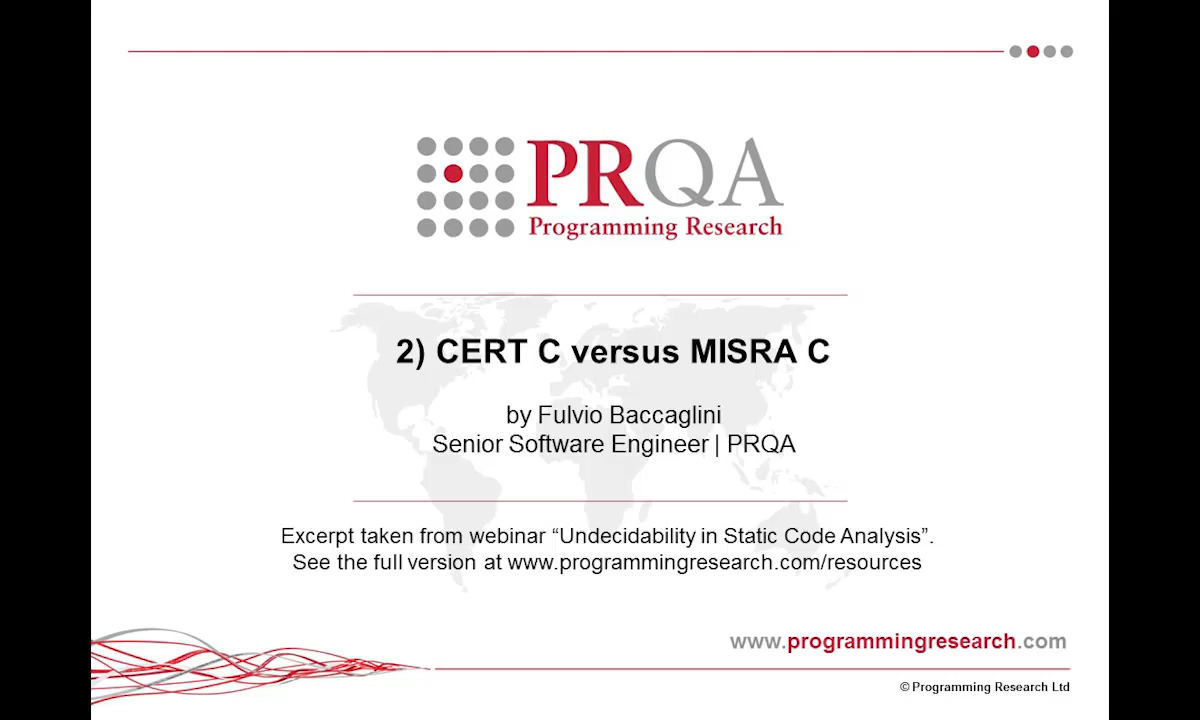 PRQA
Programming Research
2) CERT C versus MISRA C
by Fulvio Baccaglini
Senior Software Engineer | PRQA
Excerpt taken from webinar “Undecidability in Static Code Analysis”.
See the full version at www.programmingresearch.com/resources
www.programmingresearch.com
© Programming Research Ltd